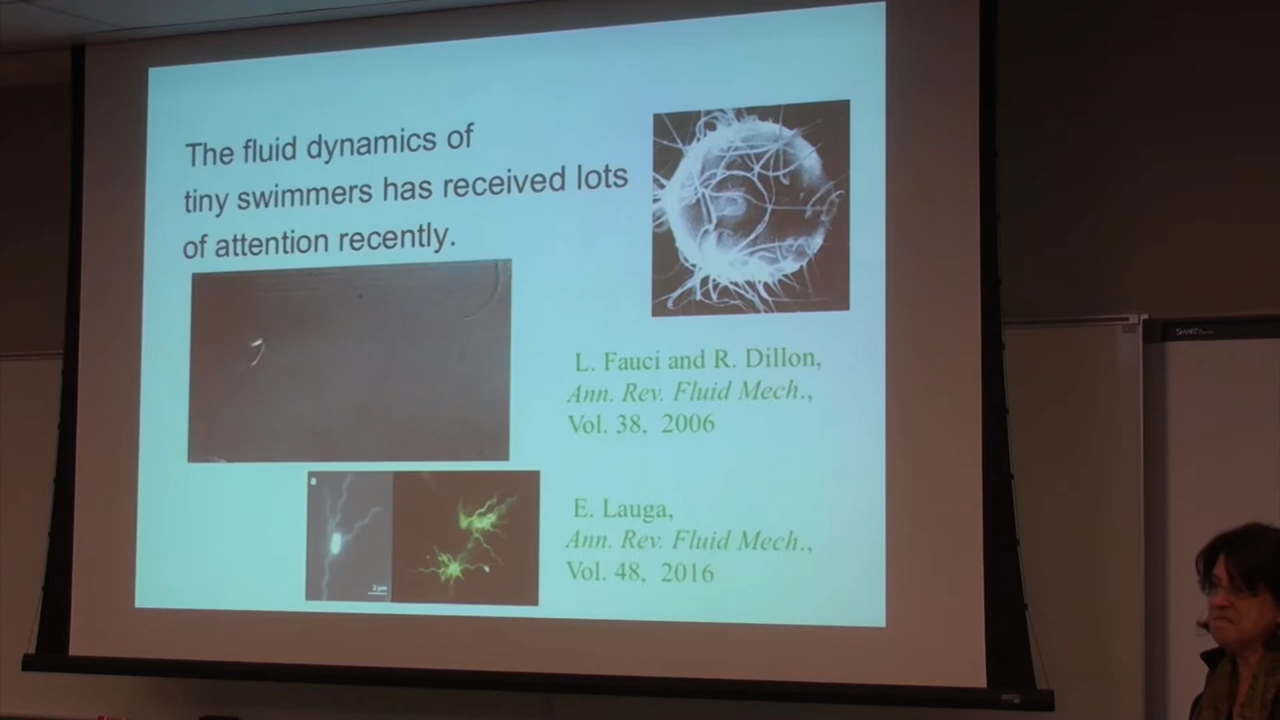 The fluid dynamics of
tiny swimmers has received lots
of attention recently.
L. Fauci and R. Dillon,
Ann. Rev. Fluid Mech.,
Vol. 38, 2006
E. Lauga,
Ann. Rev. Fluid Mech.,
Vol. 48, 2016
a
SMART